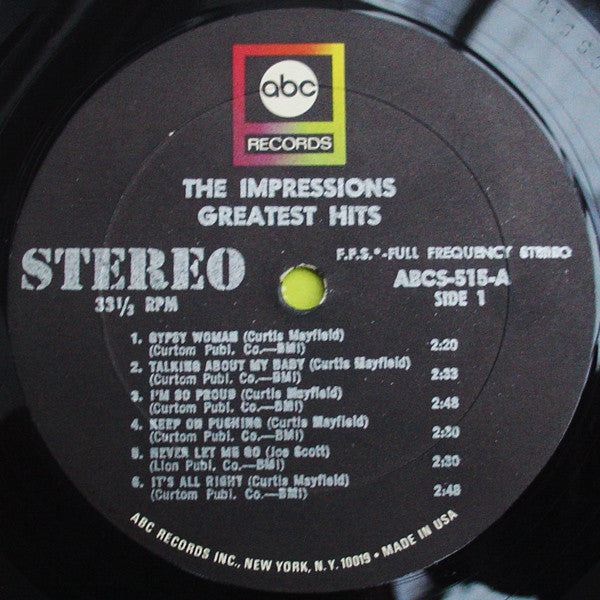 abc
RECORDS
THE IMPRESSIONS
GREATEST HITS
STEREO
33 1/3 RPM
F.F.S.*-FULL FREQUENCY STEREO
ABCS-515-A
SIDE 1
1. GYPSY WOMAN (Curtis Mayfield)
(Curtom Publ. Co.—BMI) 2:20
2. TALKING ABOUT MY BABY (Curtis Mayfield)
(Curtom Publ. Co.—BMI) 2:33
3. I'M SO PROUD (Curtis Mayfield)
(Curtom Publ. Co.—BMI) 2:48
4. KEEP ON PUSHING (Curtis Mayfield)
(Curtom Publ. Co.—BMI) 2:30
5. NEVER LET ME GO (Joe Scott)
(Lion Publ. Co.—BMI) 2:30
6. IT'S ALL RIGHT (Curtis Mayfield)
(Curtom Publ. Co.—BMI) 2:48
ABC RECORDS INC., NEW YORK, N.Y. 10019 • MADE IN USA